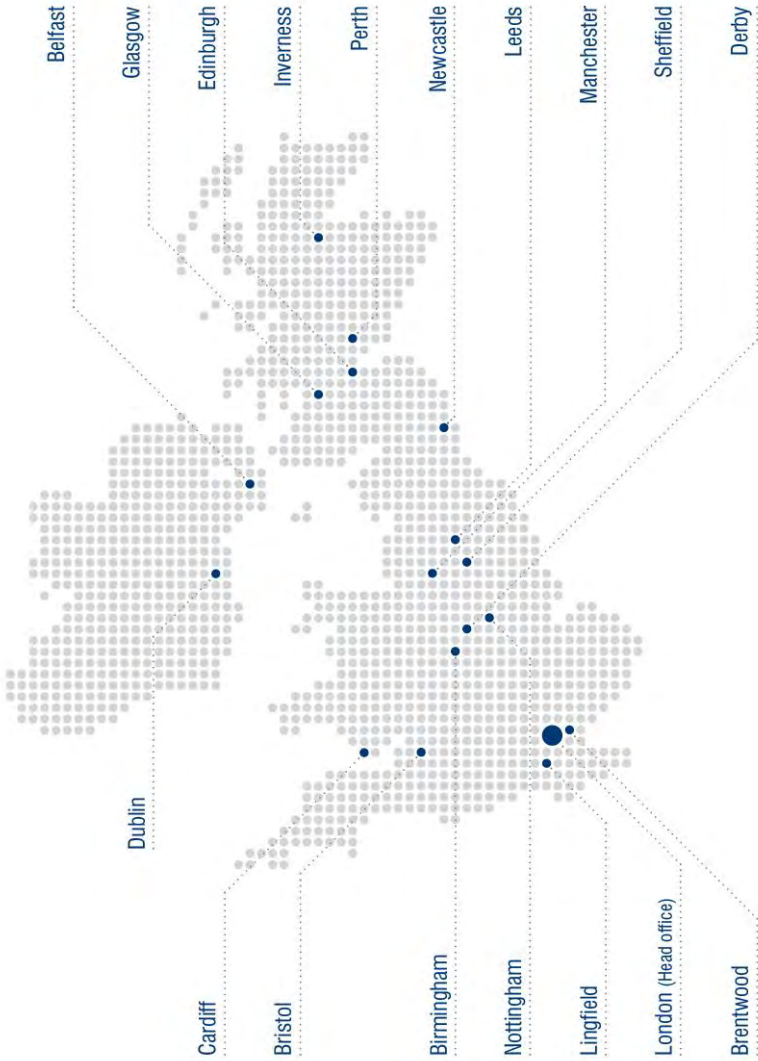 Belfast
Glasgow
Edinburgh
Inverness
Perth
Newcastle
Leeds
Manchester
Sheffield
Derby
Dublin
Cardiff
Bristol
Birmingham
Nottingham
Lingfield
London (Head office)
Brentwood